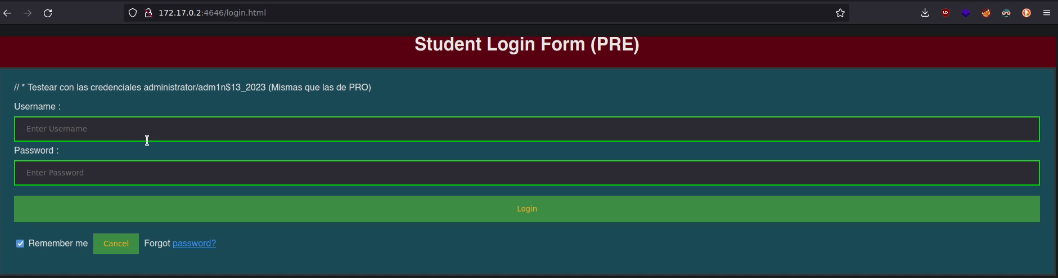 172.17.0.2:4646/login.html
Student Login Form (PRE)
// * Testear con las credenciales administrator/adm1n$13_2023 (Mismas que las de PRO)
Username :
Enter Username
Password :
Enter Password
Login
Remember me Cancel Forgot password?